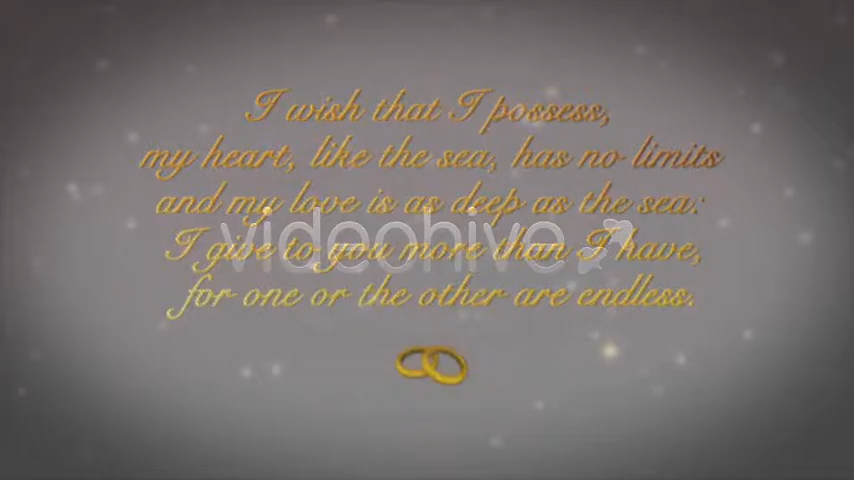 I wish that I possess,
my heart, like the sea, has no limits
and my love is as deep as the sea:
I give to you more than I have,
videohive
for one or the other are endless.